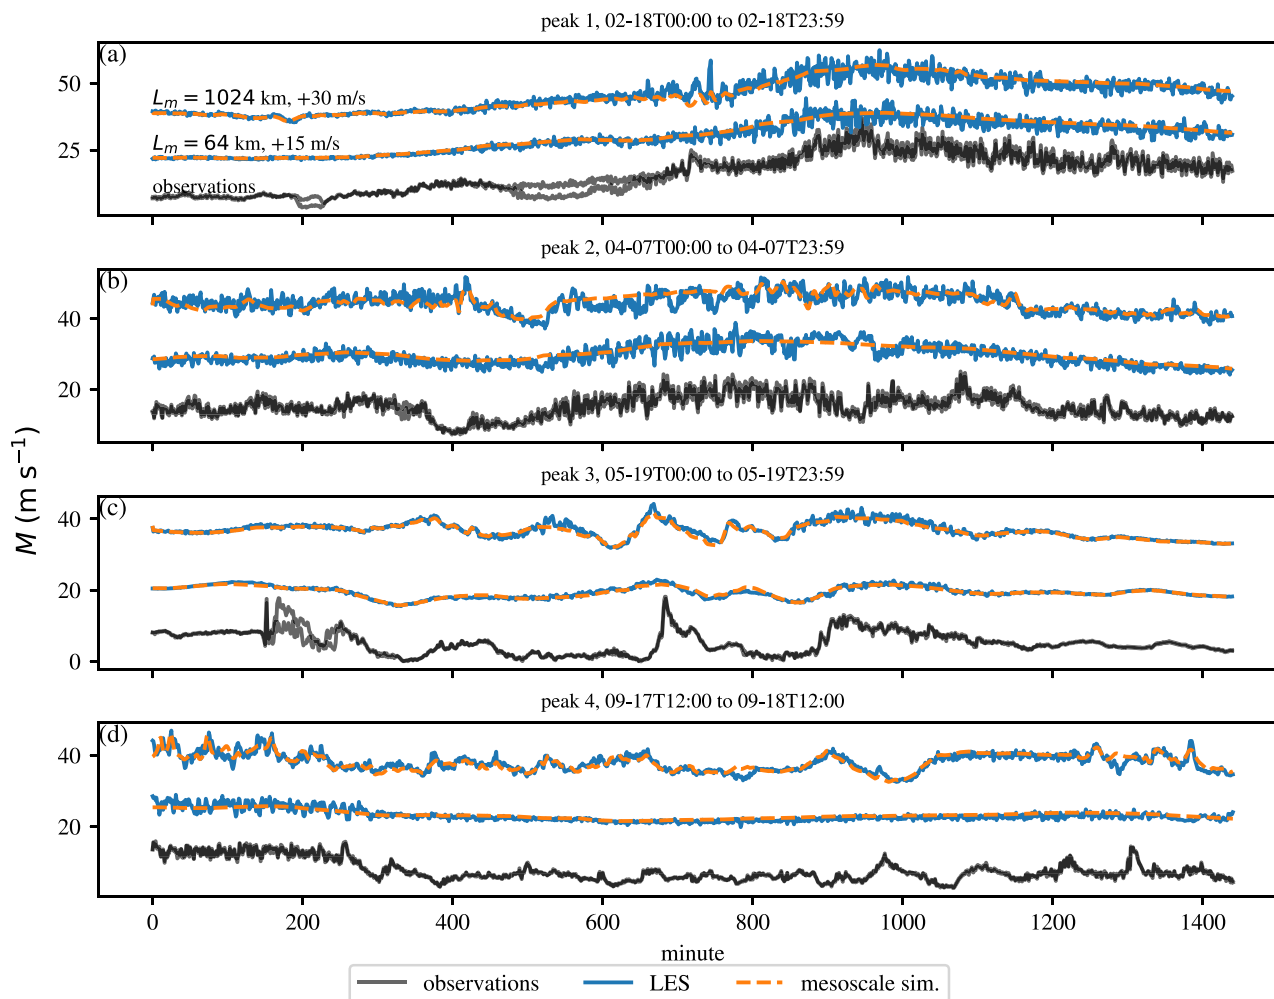 peak 1, 02-18T00:00 to 02-18T23:59
(a)
50
25
L_m = 1024 km, +30 m/s
L_m = 64 km, +15 m/s
observations
peak 2, 04-07T00:00 to 04-07T23:59
(b)
40
20
M (m s⁻¹)
peak 3, 05-19T00:00 to 05-19T23:59
(c)
40
20
0
peak 4, 09-17T12:00 to 09-18T12:00
(d)
40
20
0 200 400 600 800 1000 1200 1400
minute
observations LES mesoscale sim.